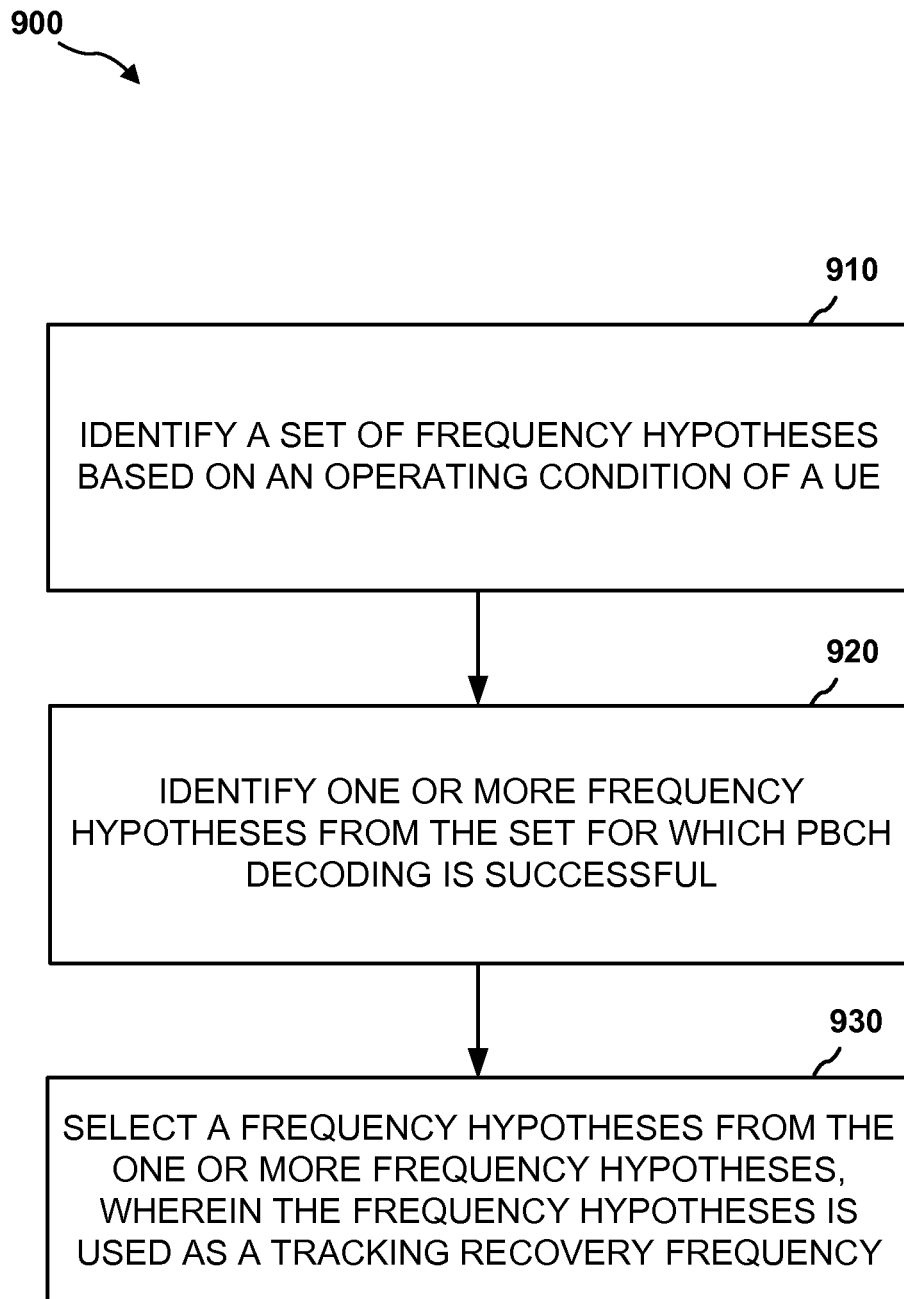 900
910
IDENTIFY A SET OF FREQUENCY HYPOTHESES
BASED ON AN OPERATING CONDITION OF A UE
920
IDENTIFY ONE OR MORE FREQUENCY
HYPOTHESES FROM THE SET FOR WHICH PBCH
DECODING IS SUCCESSFUL
930
SELECT A FREQUENCY HYPOTHESES FROM THE
ONE OR MORE FREQUENCY HYPOTHESES,
WHEREIN THE FREQUENCY HYPOTHESES IS
USED AS A TRACKING RECOVERY FREQUENCY